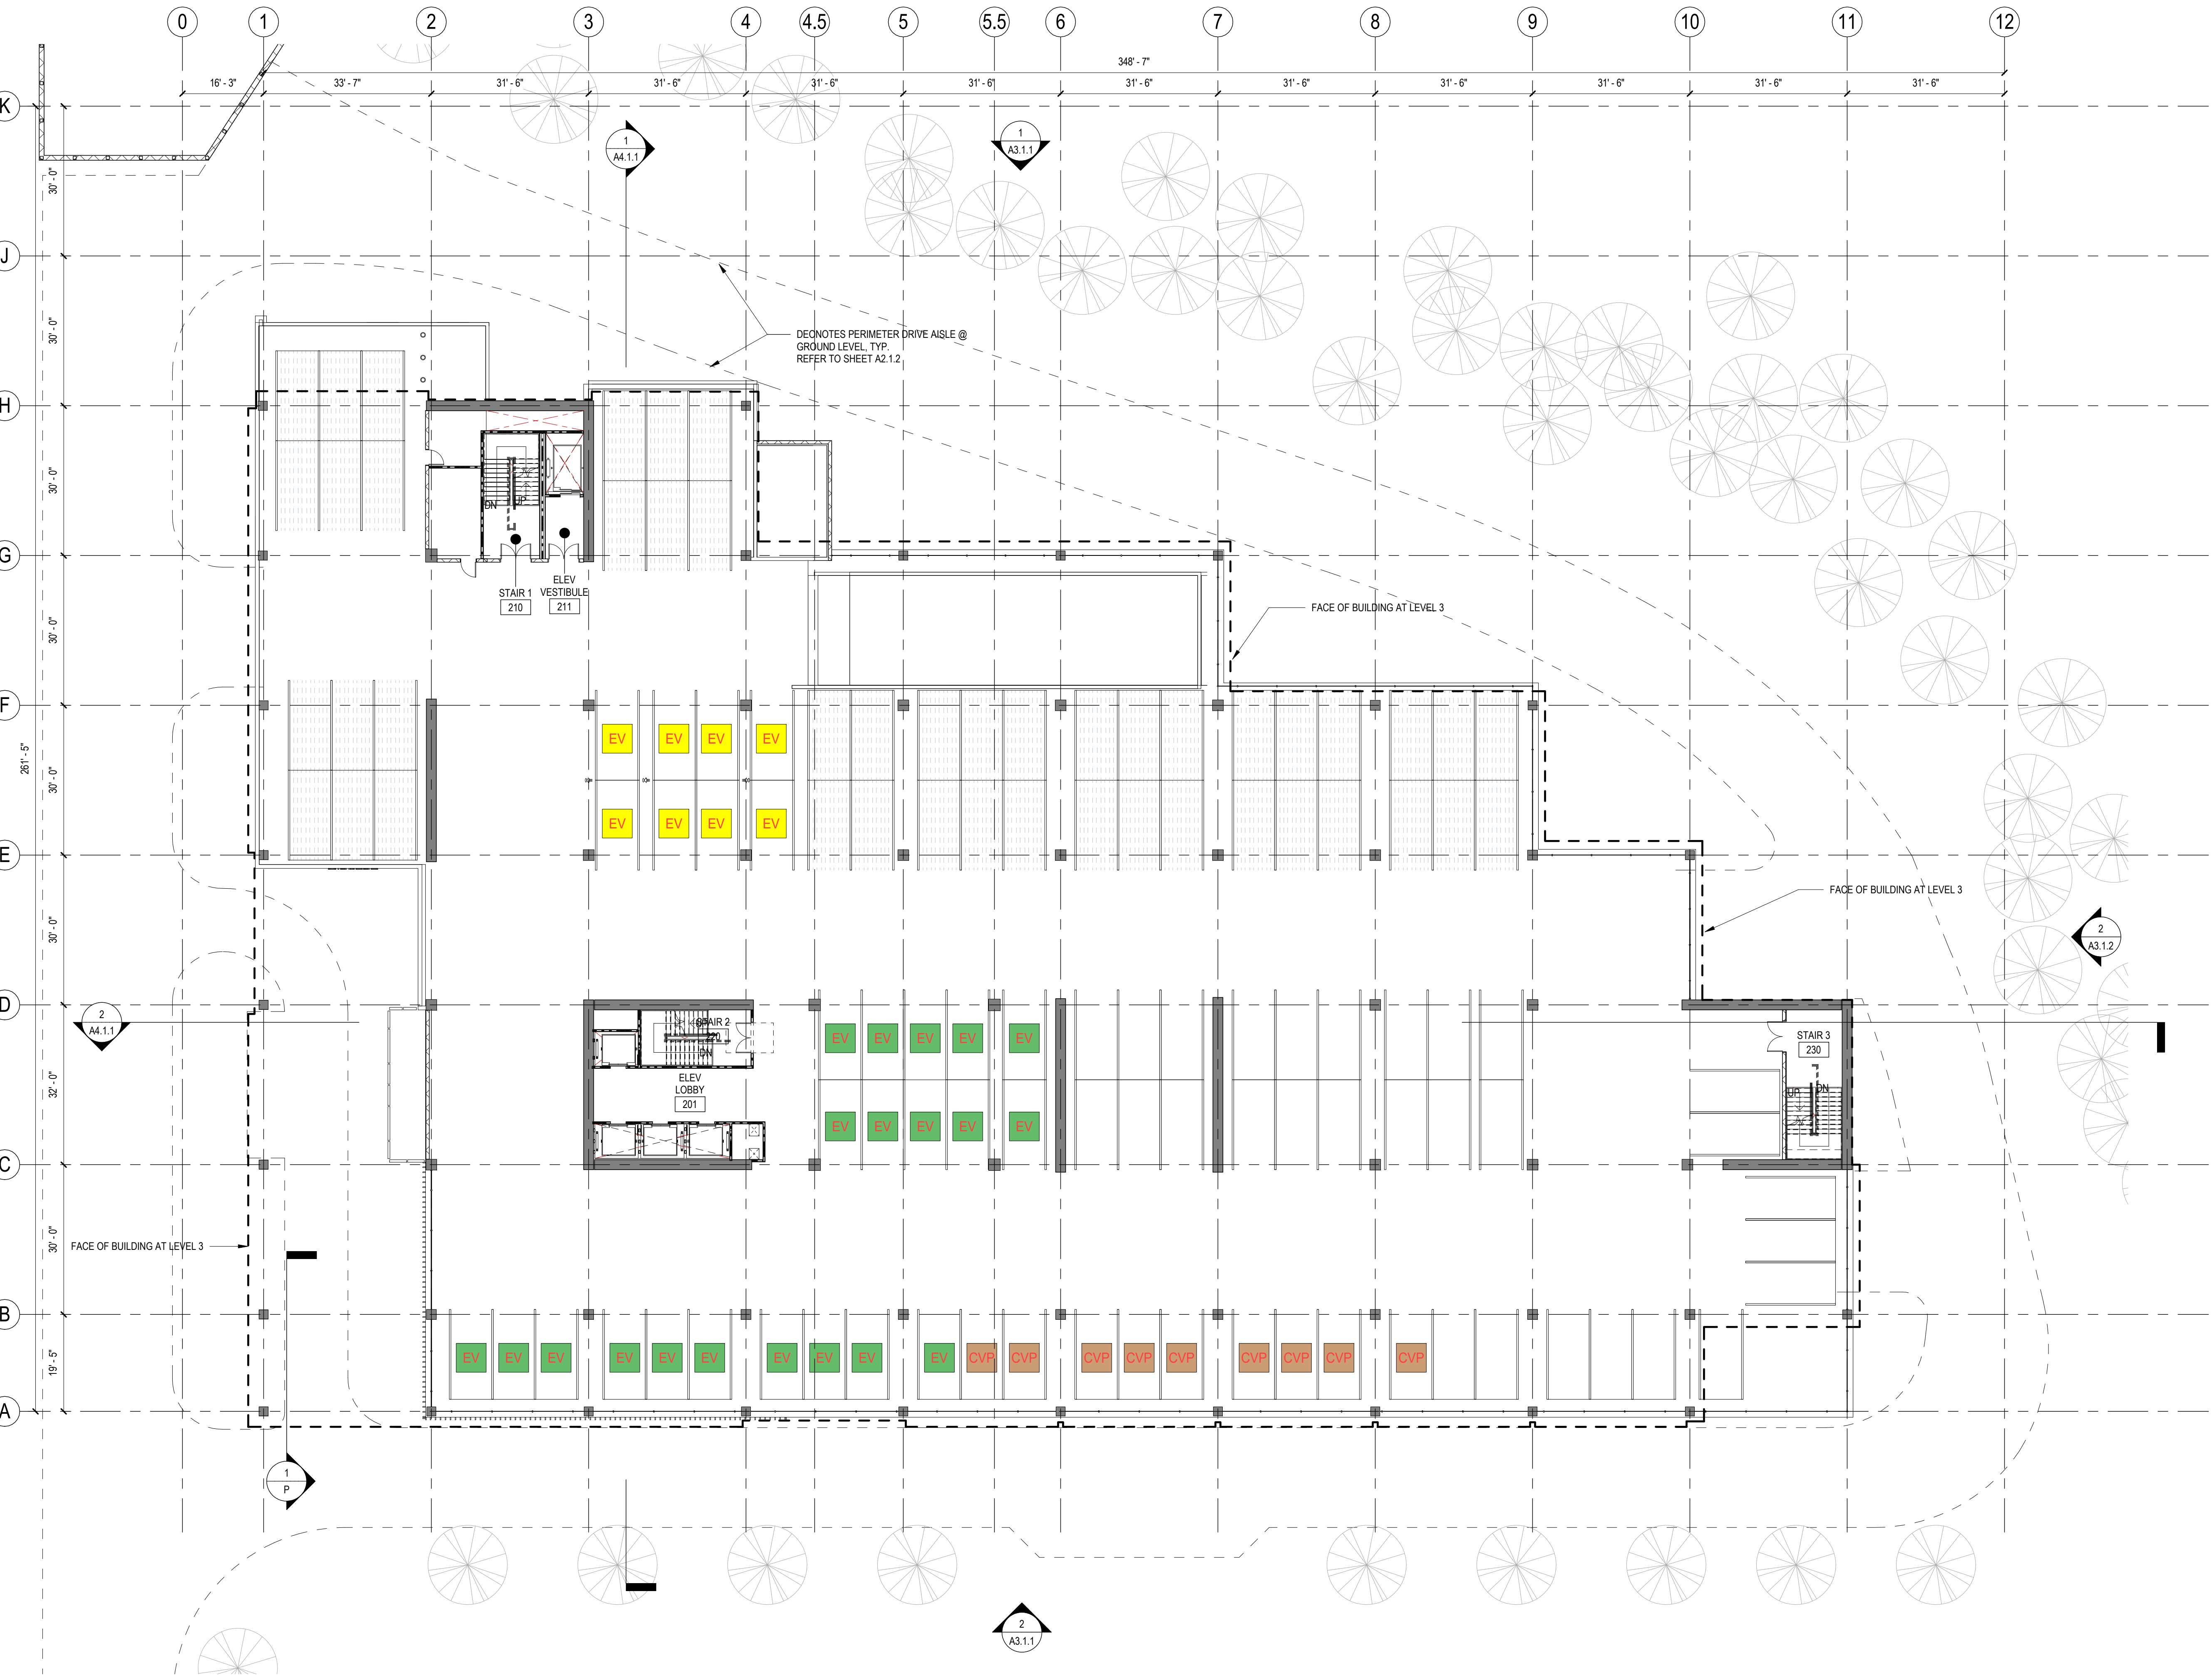 0 1 2 3 4 4.5 5 5.5 6 7 8 9 10 11 12
348' - 7"
16' - 3" 33' - 7" 31' - 6" 31' - 6" 31' - 6" 31' - 6" 31' - 6" 31' - 6" 31' - 6" 31' - 6" 31' - 6" 31' - 6"
K
1
A4.1.1
1
A3.1.1
30' - 0"
J
30' - 0"
DECNOTES PERIMETER DRIVE AISLE @
GROUND LEVEL, TYP.
REFER TO SHEET A2.1.2
H
30' - 0"
DN UP
G
STAIR 1
210
ELEV
VESTIBULE
211
FACE OF BUILDING AT LEVEL 3
30' - 0"
F
EV EV EV EV
261' - 5"
30' - 0"
EV EV EV EV
E
FACE OF BUILDING AT LEVEL 3
30' - 0"
2
A3.1.2
D
2
A4.1.1
STAIR 2
220
DN
EV EV EV EV EV
STAIR 3
230
ELEV
LOBBY
201
32' - 0"
UP DN
EV EV EV EV EV
C
30' - 0"
FACE OF BUILDING AT LEVEL 3
B
19' - 5"
EV EV EV EV EV EV EV EV EV EV CVP CVP CVP CVP CVP CVP CVP CVP CVP
A
1
P
2
A3.1.1